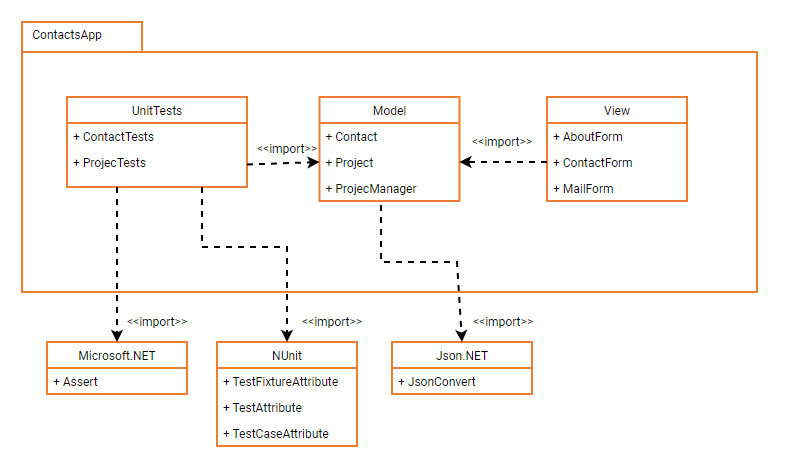 ContactsApp
UnitTests
+ ContactTests
+ ProjecTests
<<import>>
Model
+ Contact
+ Project
+ ProjecManager
<<import>>
View
+ AboutForm
+ ContactForm
+ MailForm
<<import>>
<<import>>
<<import>>
Microsoft.NET
+ Assert
NUnit
+ TestFixtureAttribute
+ TestAttribute
+ TestCaseAttribute
Json.NET
+ JsonConvert